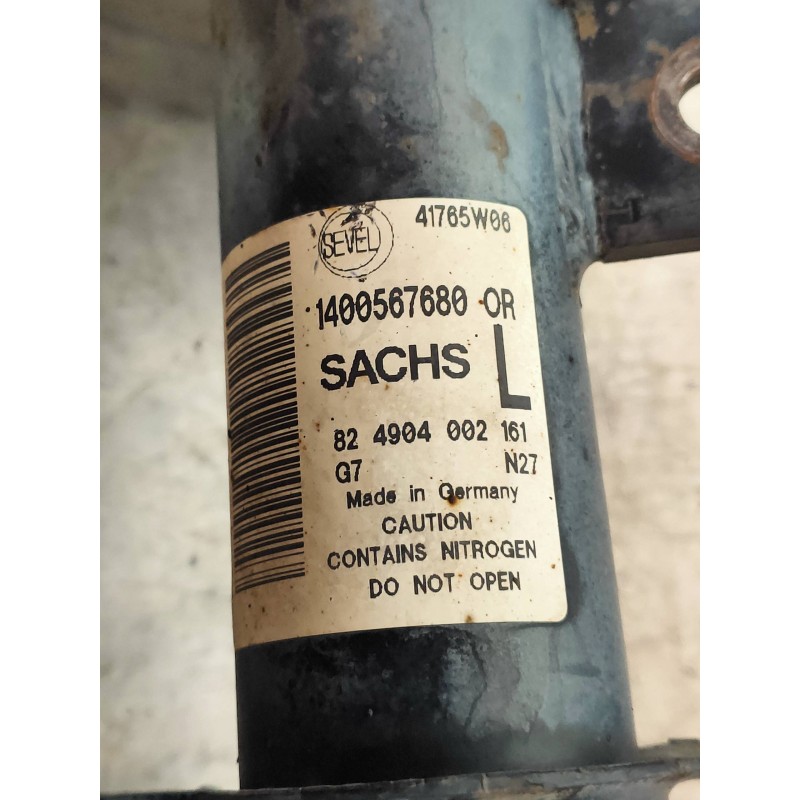 SEVEL
41765W06
1400567680 OR
SACHS L
82 4904 002 161
G7 N27
Made in Germany
CAUTION
CONTAINS NITROGEN
DO NOT OPEN